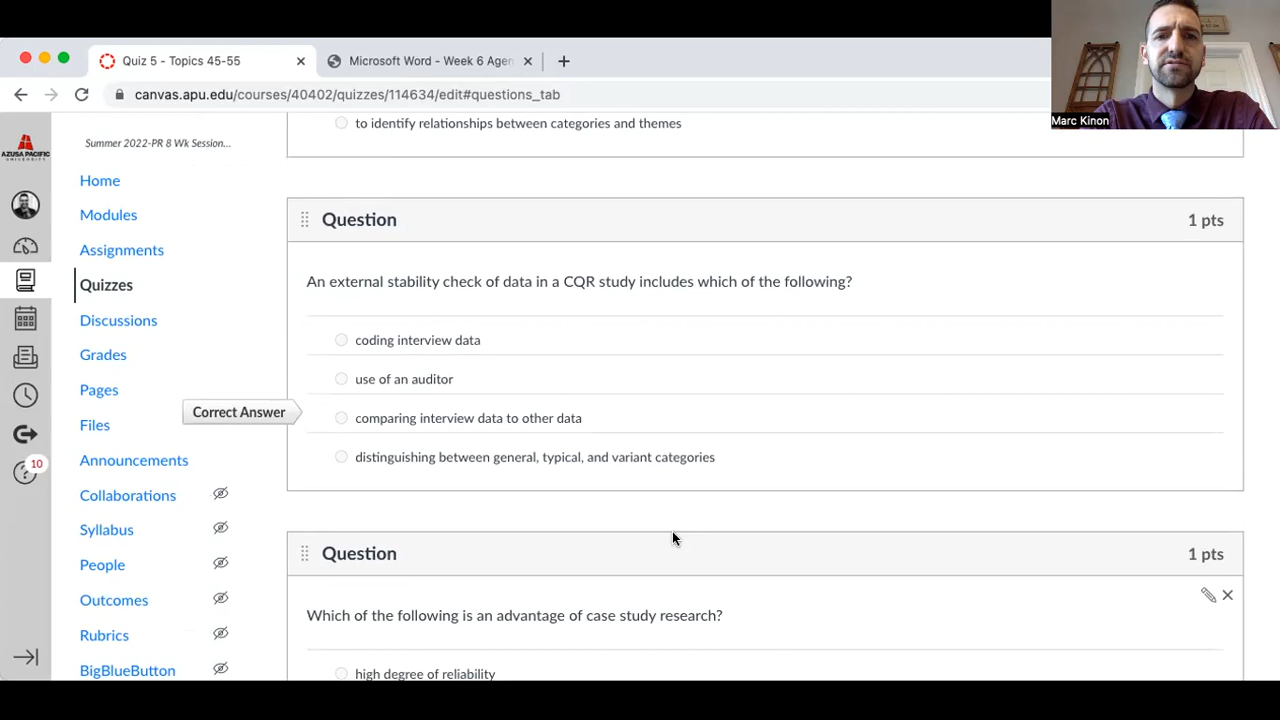 Quiz 5 - Topics 45-55
Microsoft Word - Week 6 Agen
canvas.apu.edu/courses/40402/quizzes/114634/edit#questions_tab
Marc Kinon
AZUSA PACIFIC
UNIVERSITY
10
Summer 2022-PR 8 Wk Session...
Home
Modules
Assignments
Quizzes
Discussions
Grades
Pages
Files
Announcements
Collaborations
Syllabus
People
Outcomes
Rubrics
BigBlueButton
to identify relationships between categories and themes
Question
1 pts
An external stability check of data in a CQR study includes which of the following?
coding interview data
use of an auditor
Correct Answer
comparing interview data to other data
distinguishing between general, typical, and variant categories
Question
1 pts
Which of the following is an advantage of case study research?
high degree of reliability